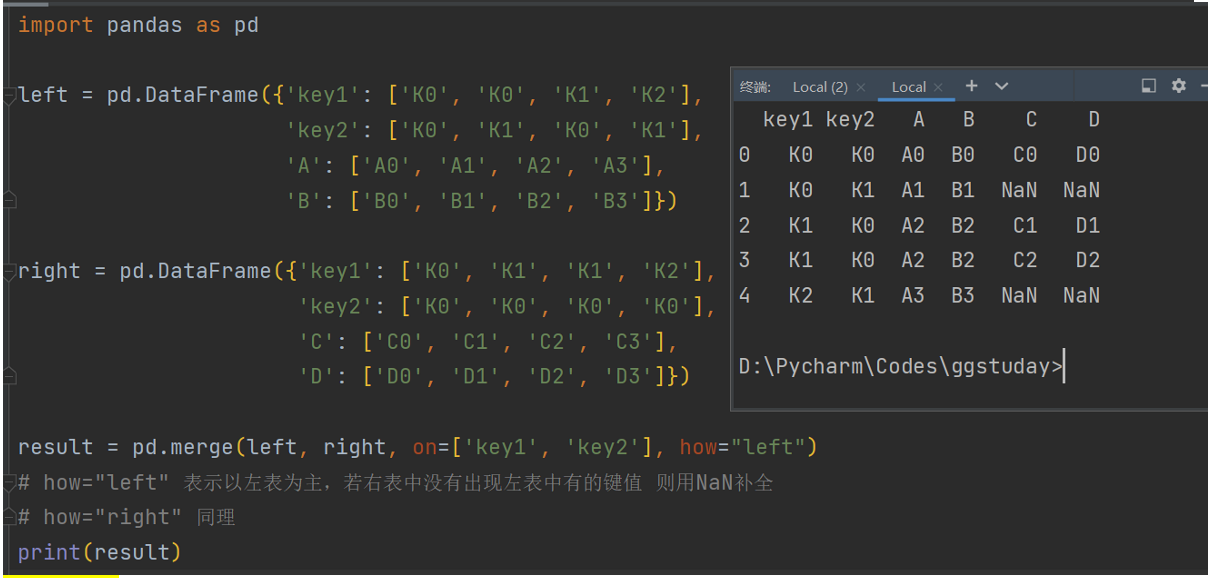 import pandas as pd
left = pd.DataFrame({'key1': ['K0', 'K0', 'K1', 'K2'],
'key2': ['K0', 'K1', 'K0', 'K1'],
'A': ['A0', 'A1', 'A2', 'A3'],
'B': ['B0', 'B1', 'B2', 'B3']})
right = pd.DataFrame({'key1': ['K0', 'K1', 'K1', 'K2'],
'key2': ['K0', 'K0', 'K0', 'K0'],
'C': ['C0', 'C1', 'C2', 'C3'],
'D': ['D0', 'D1', 'D2', 'D3']})
result = pd.merge(left, right, on=['key1', 'key2'], how="left")
# how="left" 表示以左表为主，若右表中没有出现左表中有的键值 则用NaN补全
# how="right" 同理
print(result)
终端: Local (2) × Local × +
key1 key2 A B C D
0 K0 K0 A0 B0 C0 D0
1 K0 K1 A1 B1 NaN NaN
2 K1 K0 A2 B2 C1 D1
3 K1 K0 A2 B2 C2 D2
4 K2 K1 A3 B3 NaN NaN
D:\Pycharm\Codes\ggstuday>